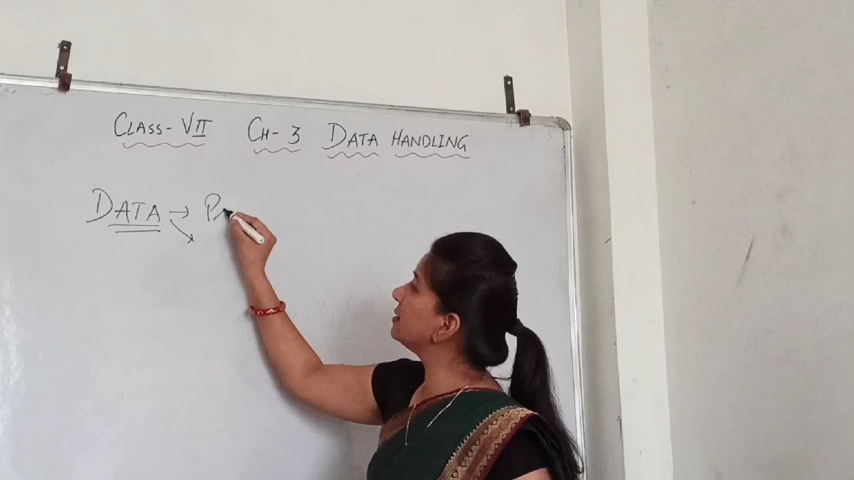 CLASS-VII CH-3 DATA HANDLING
DATA → P